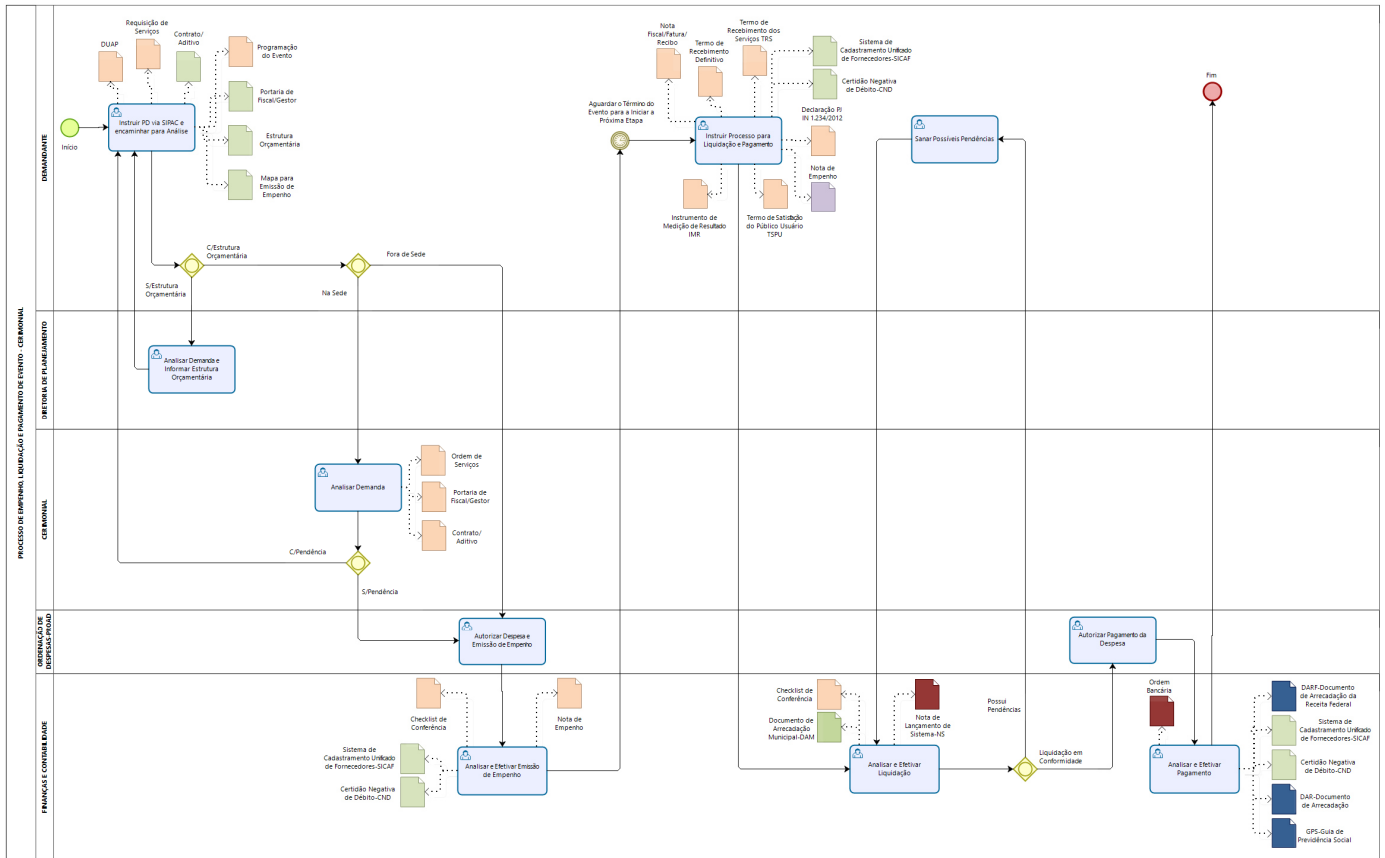 PROCESSO DE EMPENHO, LIQUIDAÇÃO E PAGAMENTO DE EVENTO - CERIMONIAL
DEMANDANTE
Início
DUAP
Requisição de
Serviços
Contrato/
Aditivo
Programação
do Evento
Portaria de
Fiscal/Gestor
Estrutura
Orçamentária
Mapa para
Emissão de
Empenho
Instruir PD via SIPAC e
encaminhar para Análise
C/Estrutura
Orçamentária
S/Estrutura
Orçamentária
Fora de Sede
Na Sede
Aguardar o Término do
Evento para a Iniciar a
Próxima Etapa
Nota
Fiscal/Fatura/
Recibo
Termo de
Recebimento
Definitivo
Termo de
Recebimento dos
Serviços TRS
Sistema de
Cadastramento Unificado
de Fornecedores-SICAF
Certidão Negativa
de Débito-CND
Declaração PJ
IN 1.234/2012
Nota de
Empenho
Instruir Processo para
Liquidação e Pagamento
Instrumento de
Medição de Resultado
IMR
Termo de Satisfação
do Público Usuário
TSPU
Sanar Possíveis Pendências
Fim
DIRETORIA DE PLANEJAMENTO
Analisar Demanda e
Informar Estrutura
Orçamentária
CERIMONIAL
Analisar Demanda
Ordem de
Serviços
Portaria de
Fiscal/Gestor
Contrato/
Aditivo
C/Pendência
S/Pendência
ORDENAÇÃO DE
DESPESAS-PROAD
Autorizar Despesa e
Emissão de Empenho
Autorizar Pagamento da
Despesa
FINANÇAS E CONTABILIDADE
Checklist de
Conferência
Nota de
Empenho
Sistema de
Cadastramento Unificado
de Fornecedores-SICAF
Certidão Negativa
de Débito-CND
Analisar e Efetivar Emissão
de Empenho
Checklist de
Conferência
Documento de
Arrecadação
Municipal-DAM
Nota de
Lançamento de
Sistema-NS
Analisar e Efetivar
Liquidação
Possui
Pendências
Liquidação em
Conformidade
Ordem
Bancária
Analisar e Efetivar
Pagamento
DARF-Documento
de Arrecadação da
Receita Federal
Sistema de
Cadastramento Unificado
de Fornecedores-SICAF
Certidão Negativa
de Débito-CND
DAR-Documento
de Arrecadação
GPS-Guia de
Previdência Social